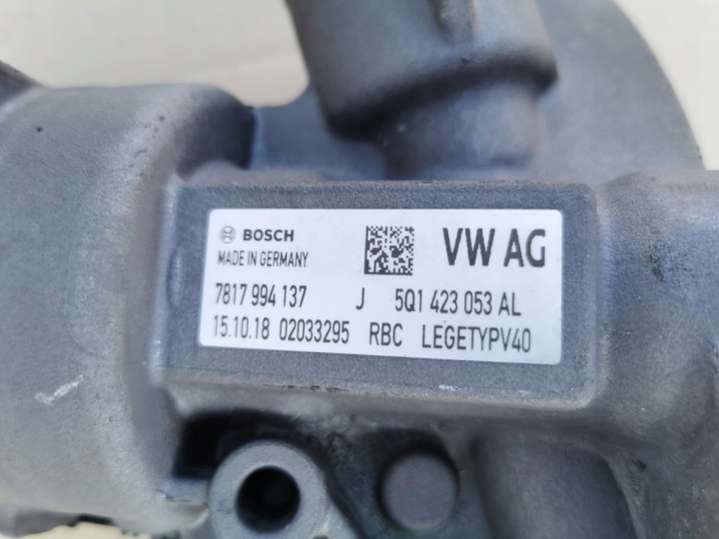 BOSCH
MADE IN GERMANY
VW AG
7817 994 137 J 5Q1 423 053 AL
15.10.18 02033295 RBC LEGETYPV40